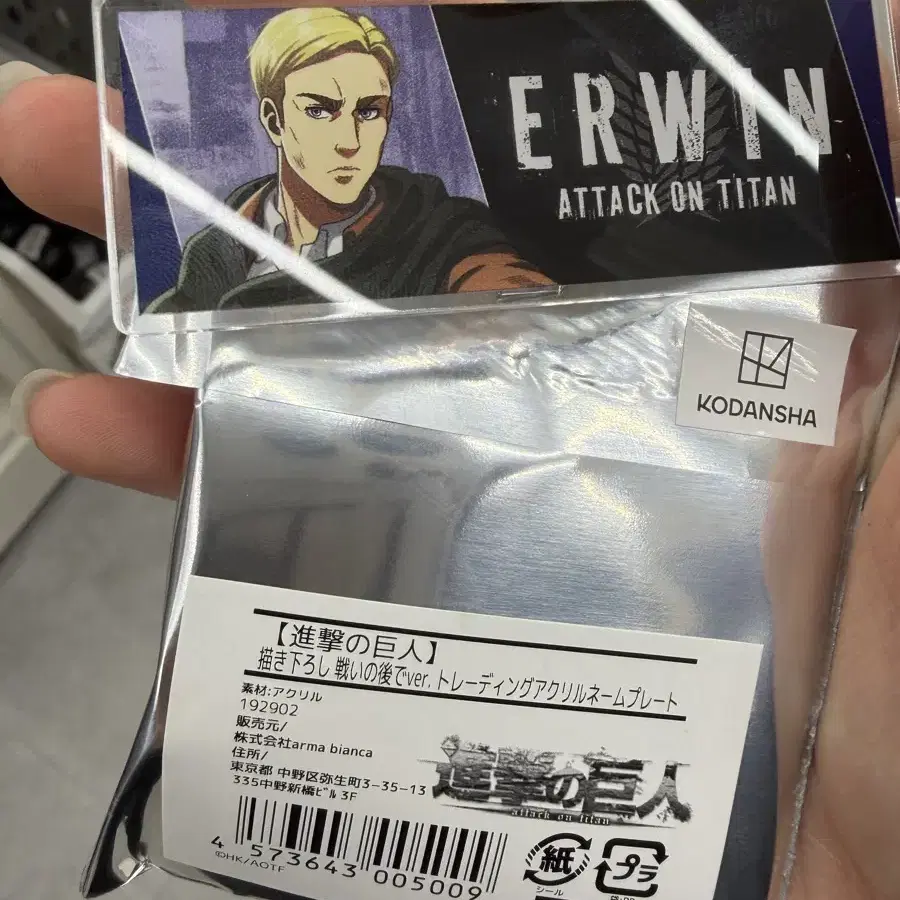 ERWIN
ATTACK ON TITAN
KODANSHA
【進撃の巨人】
描き下ろし 戦いの後でver. トレーディングアクリルネームプレート
素材:アクリル
192902
販売元/
株式会社arma bianca
住所/
東京都 中野区弥生町3-35-13
335中野新橋ﾋﾞﾙ 3F
進撃の巨人
attack on titan
4 573643 005009
©HK/AOTF
紙
シール
プラ